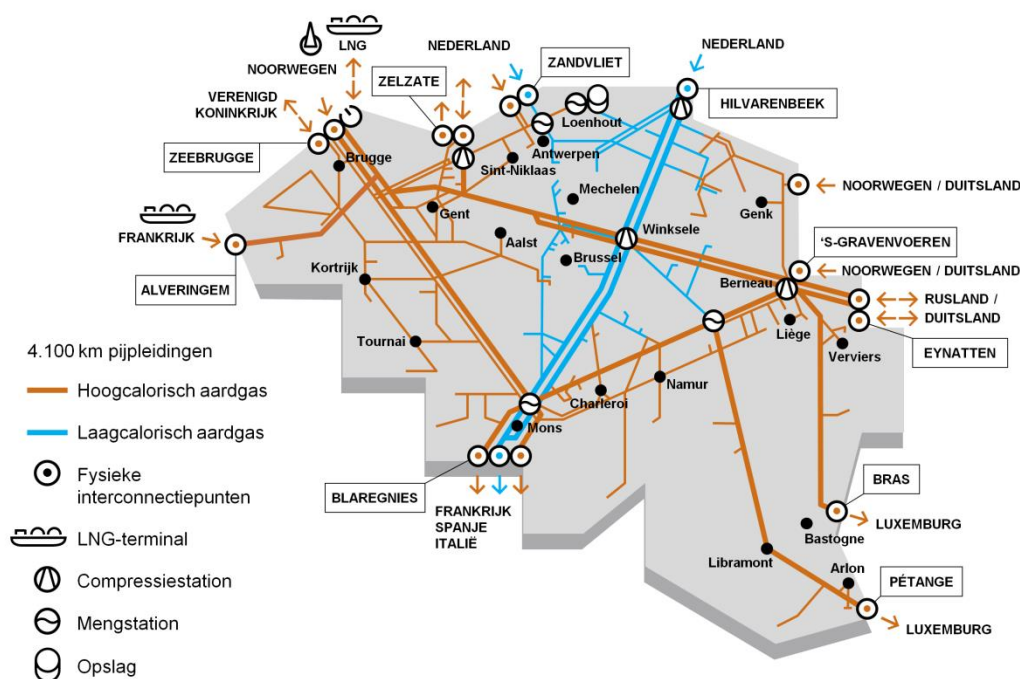 LNG
NOORWEGEN
VERENIGD
KONINKRIJK
ZEEBRUGGE
Brugge
ZELZATE
NEDERLAND
ZANDVLIET
Loenhout
Antwerpen
Sint-Niklaas
NEDERLAND
HILVARENBEEK
Mechelen
Gent
Aalst
Brussel
Winksele
Genk
NOORWEGEN / DUITSLAND
'S-GRAVENVOEREN
NOORWEGEN / DUITSLAND
Berneau
RUSLAND /
DUITSLAND
EYNATTEN
Liège
Verviers
FRANKRIJK
ALVERINGEM
Kortrijk
Tournai
Charleroi
Namur
Mons
BLAREGNIES
FRANKRIJK
SPANJE
ITALIË
BRAS
LUXEMBURG
Bastogne
Libramont
Arlon
PÉTANGE
LUXEMBURG
4.100 km pijpleidingen
Hoogcalorisch aardgas
Laagcalorisch aardgas
Fysieke
interconnectiepunten
LNG-terminal
Compressiestation
Mengstation
Opslag